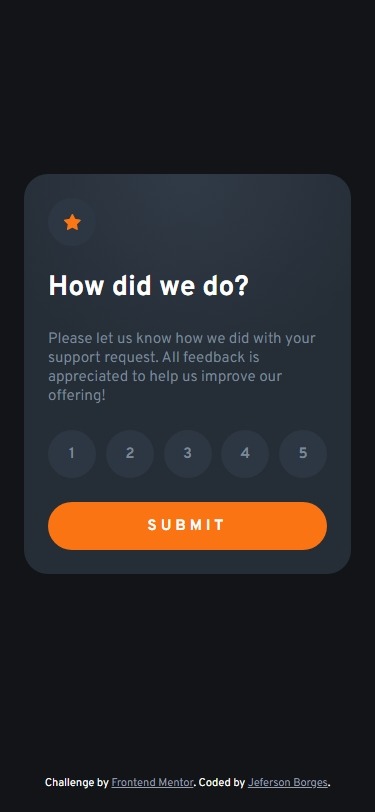 How did we do?
Please let us know how we did with your
support request. All feedback is
appreciated to help us improve our
offering!
1 2 3 4 5
SUBMIT
Challenge by Frontend Mentor. Coded by Jeferson Borges.